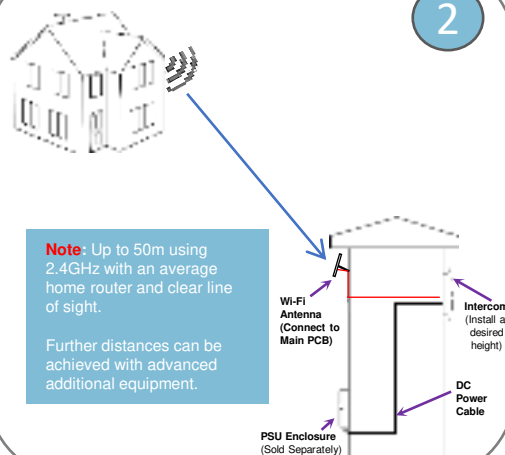 2
Note: Up to 50m using
2.4GHz with an average
home router and clear line
of sight.
Further distances can be
achieved with advanced
additional equipment.
Wi-Fi
Antenna
(Connect to
Main PCB)
Intercom
(Install a
desired
height)
DC
Power
Cable
PSU Enclosure
(Sold Separately)